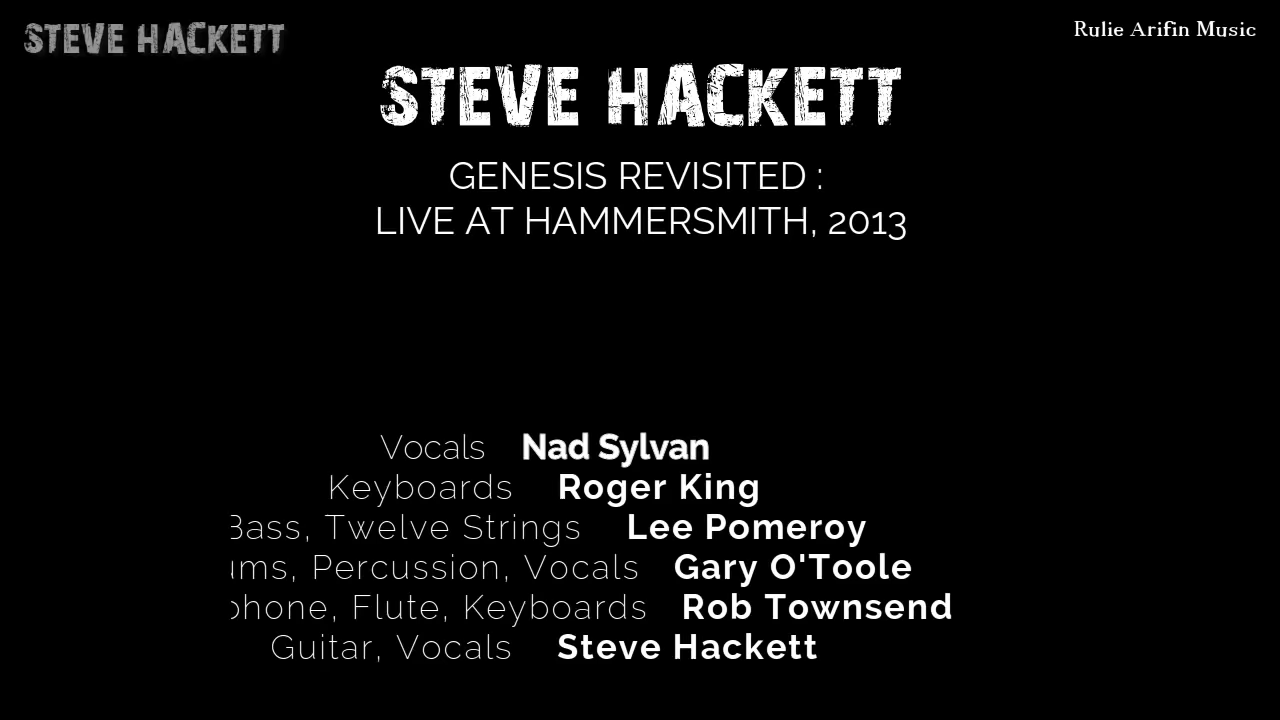 STEVE HACKETT
Rulie Arifin Music
STEVE HACKETT
GENESIS REVISITED :
LIVE AT HAMMERSMITH, 2013
Vocals Nad Sylvan
Keyboards Roger King
Bass, Twelve Strings Lee Pomeroy
Percussion, Vocals Gary O'Toole
Flute, Keyboards Rob Townsend
Guitar, Vocals Steve Hackett